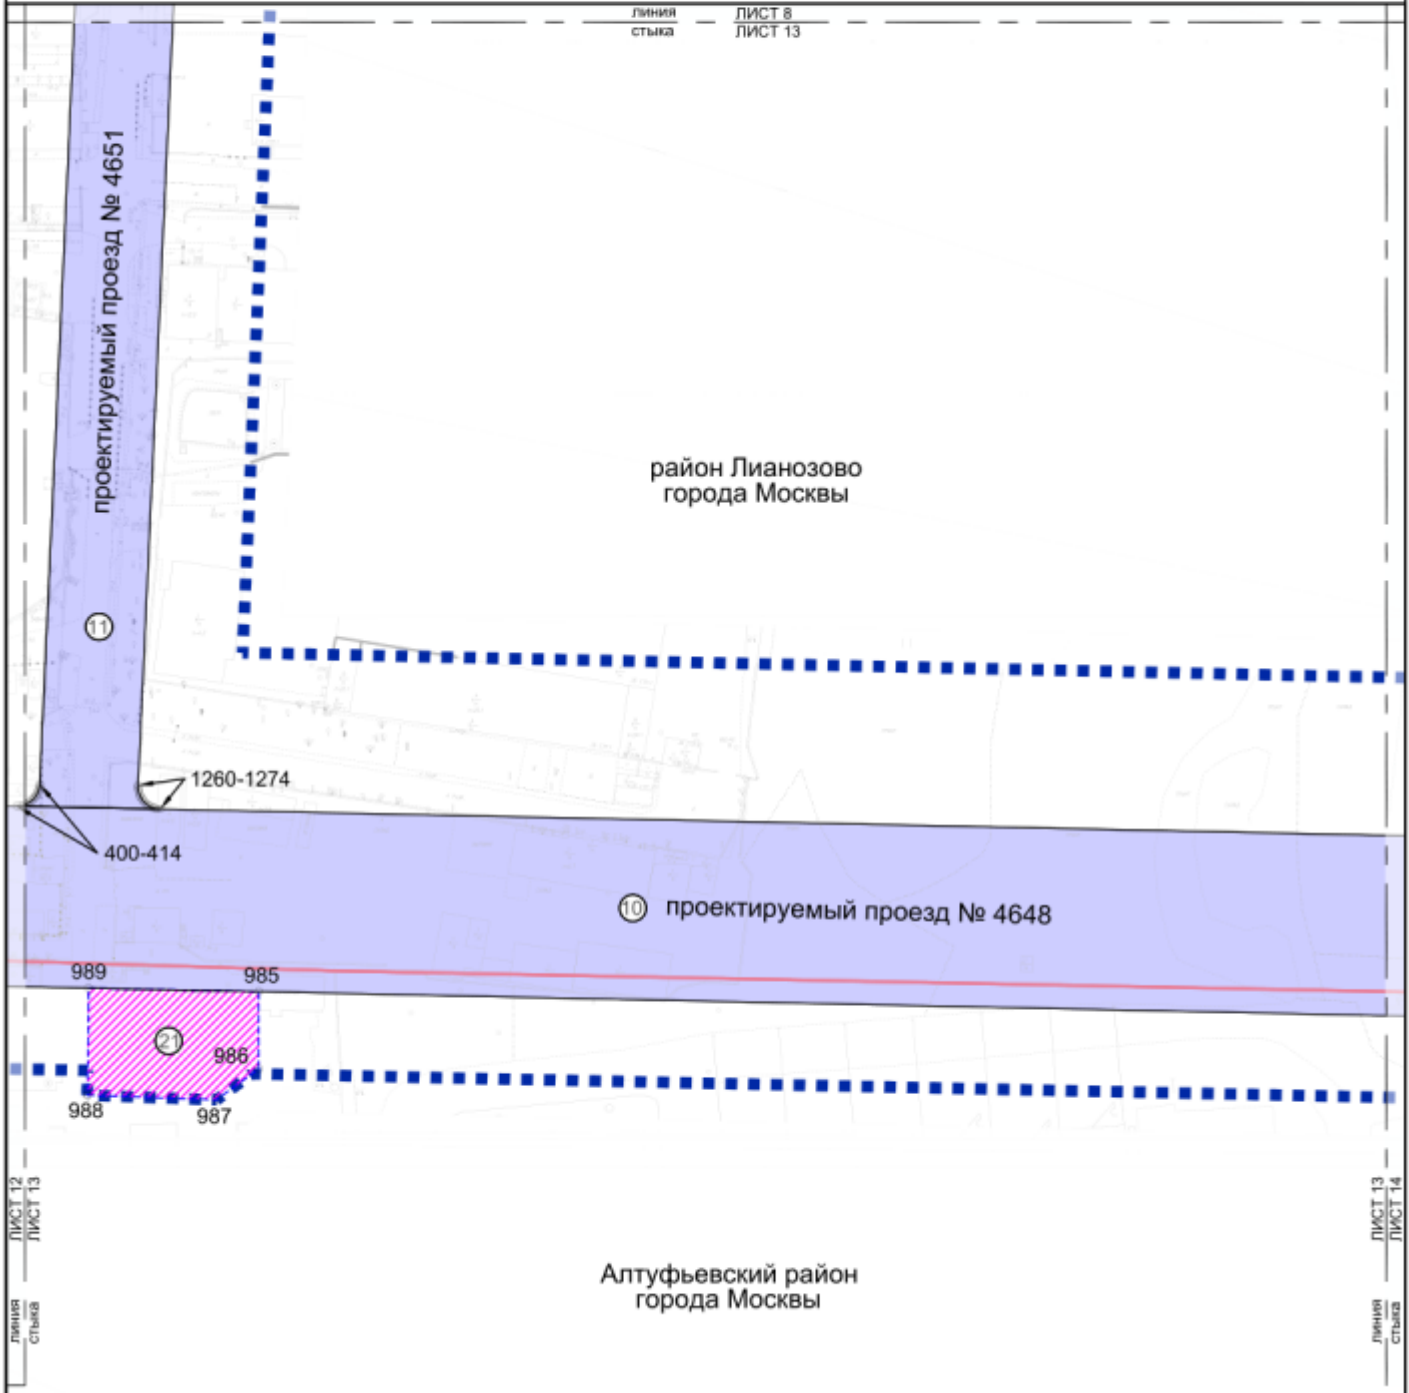 линия ЛИСТ 8
стыка ЛИСТ 13
проектируемый проезд № 4651
район Лианозово
города Москвы
11
1260-1274
400-414
10 проектируемый проезд № 4648
989
985
21
986
988
987
ЛИСТ 12
ЛИСТ 13
ЛИСТ 13
ЛИСТ 14
Алтуфьевский район
города Москвы
линия
стыка
линия
стыка